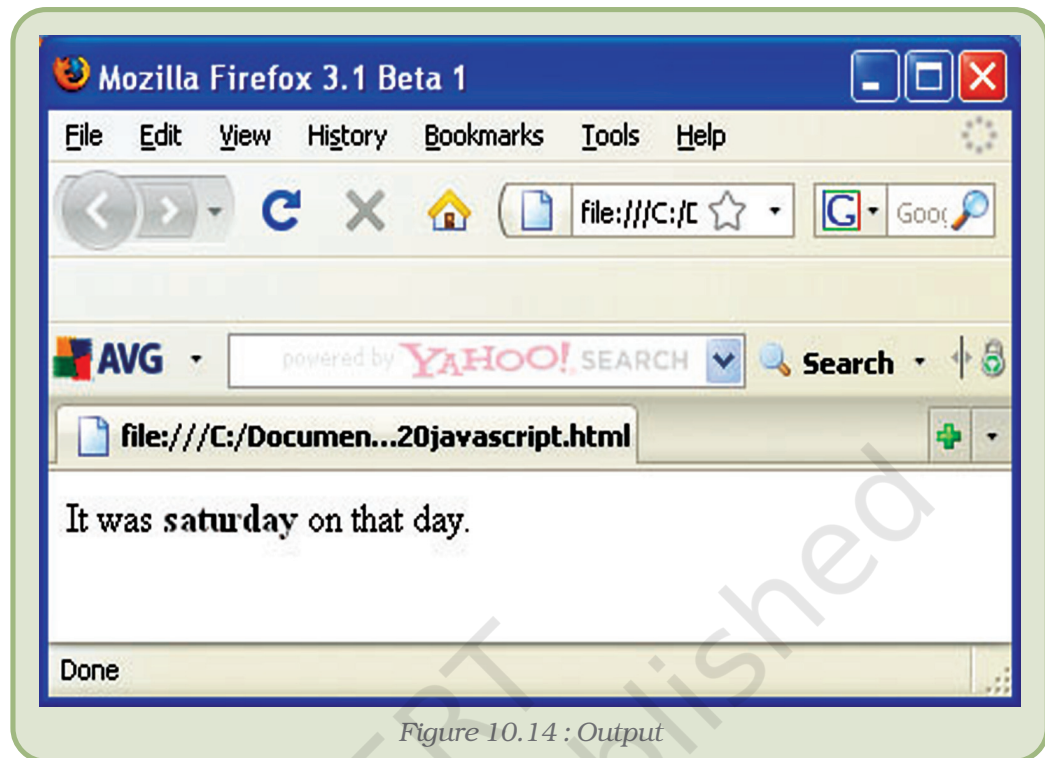 Mozilla Firefox 3.1 Beta 1
File Edit View History Bookmarks Tools Help
file:///C:/D G Goo
AVG powered by YAHOO! SEARCH Search
file:///C:/Documen...20javascript.html
It was saturday on that day.
Done
Figure 10.14 : Output